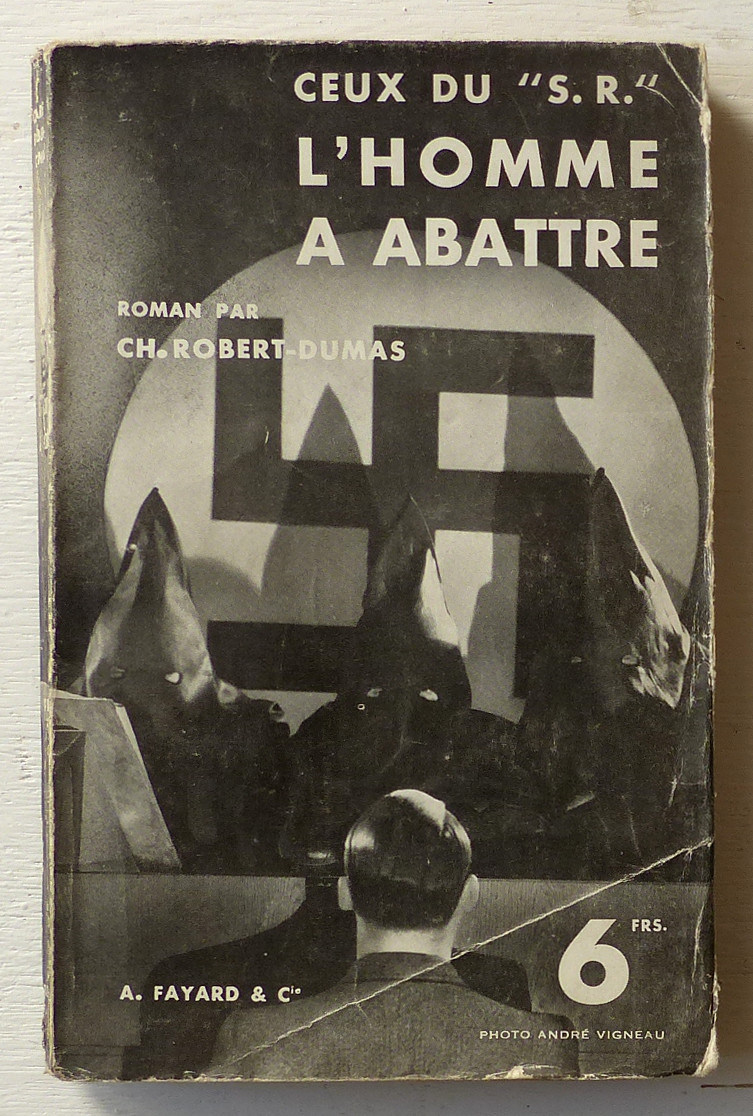 CEUX DU "S. R."
L'HOMME
A ABATTRE
ROMAN PAR
CH. ROBERT-DUMAS
6 FRS.
A. FAYARD & Cie
PHOTO ANDRÉ VIGNEAU